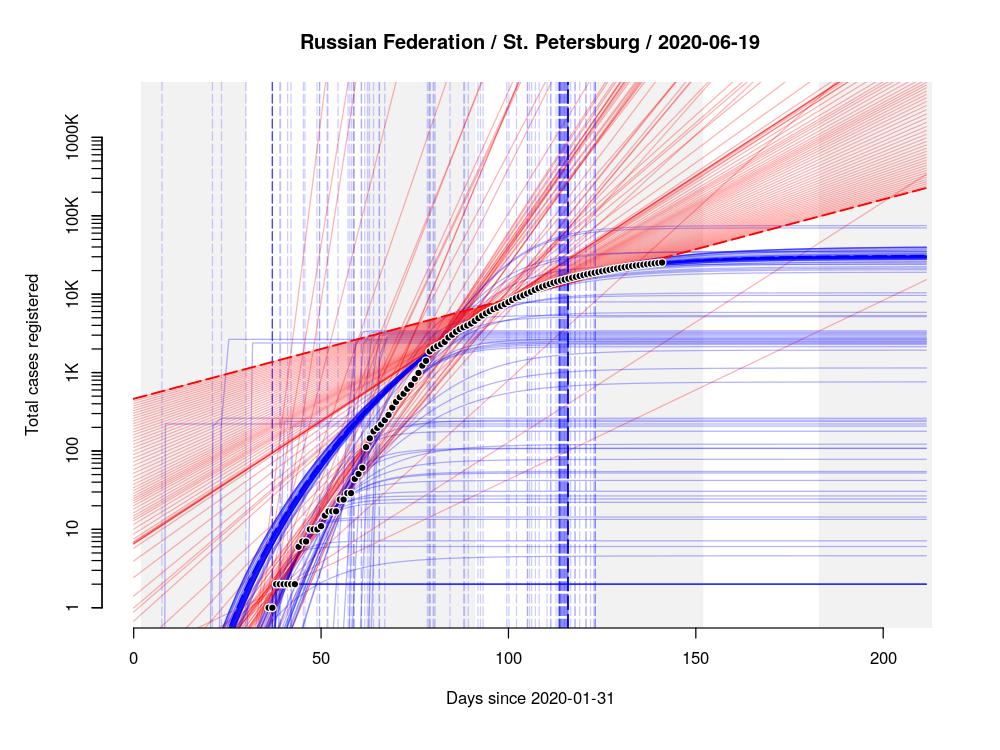 Russian Federation / St. Petersburg / 2020-06-19
Total cases registered
1000K
100K
10K
1K
100
10
1
0 50 100 150 200
Days since 2020-01-31